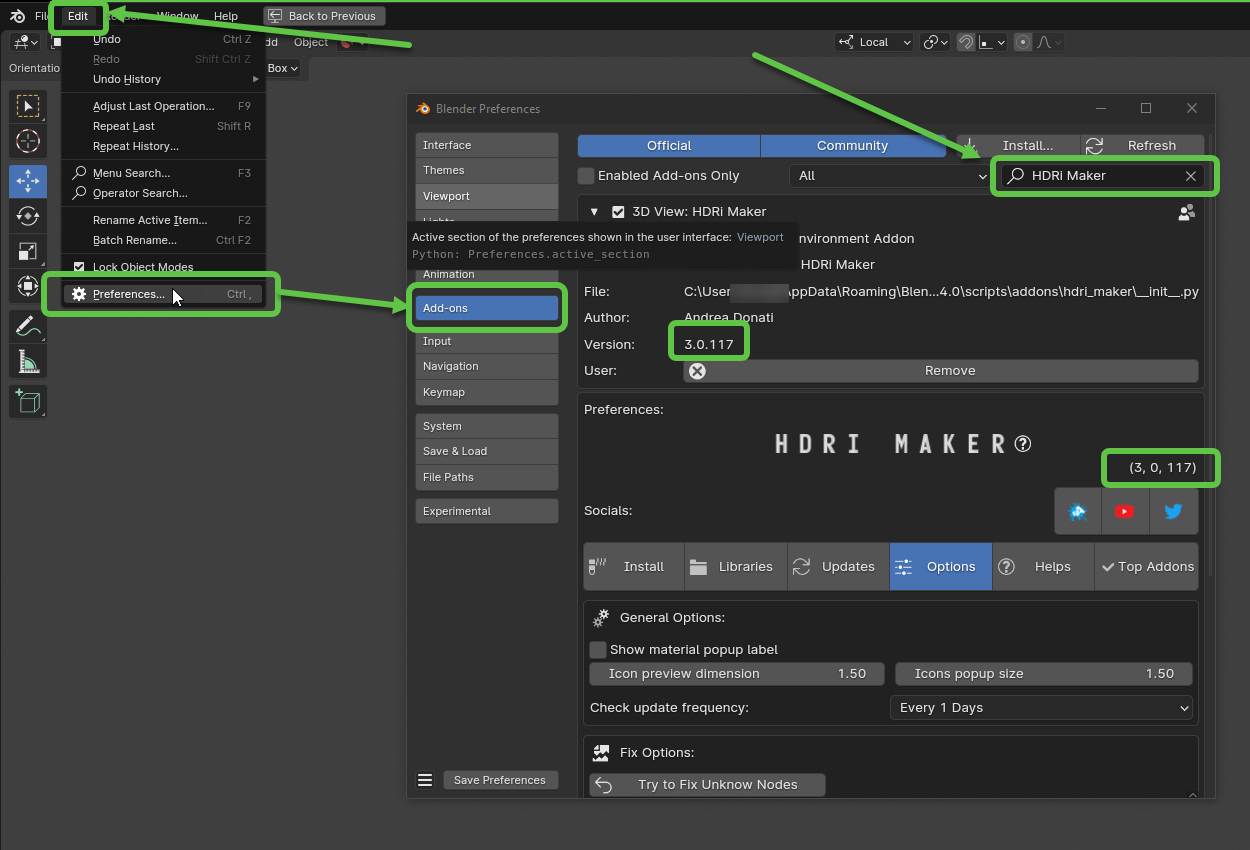 Edit
Window
Help
Back to Previous
Object
Local
Orientatio
Box
Undo Ctrl Z
Redo Shift Ctrl Z
Undo History
Adjust Last Operation... F9
Repeat Last Shift R
Repeat History...
Menu Search... F3
Operator Search...
Rename Active Item... F2
Batch Rename... Ctrl F2
Lock Object Modes
Preferences... Ctrl ,
Blender Preferences
Interface
Themes
Viewport
Lights
Animation
Add-ons
Input
Navigation
Keymap
System
Save & Load
File Paths
Experimental
Save Preferences
Active section of the preferences shown in the user interface: Viewport
Python: Preferences.active_section
Official Community Install... Refresh
Enabled Add-ons Only All HDRi Maker
3D View: HDRi Maker
nvironment Addon
HDRi Maker
File: C:\User \ppData\Roaming\Blen...4.0\scripts\addons\hdri_maker\__init__.py
Author: Andrea Donati
Version: 3.0.117
User: Remove
Preferences:
HDRI MAKER
(3, 0, 117)
Socials:
Install Libraries Updates Options Helps Top Addons
General Options:
Show material popup label
Icon preview dimension 1.50 Icons popup size 1.50
Check update frequency: Every 1 Days
Fix Options:
Try to Fix Unknow Nodes